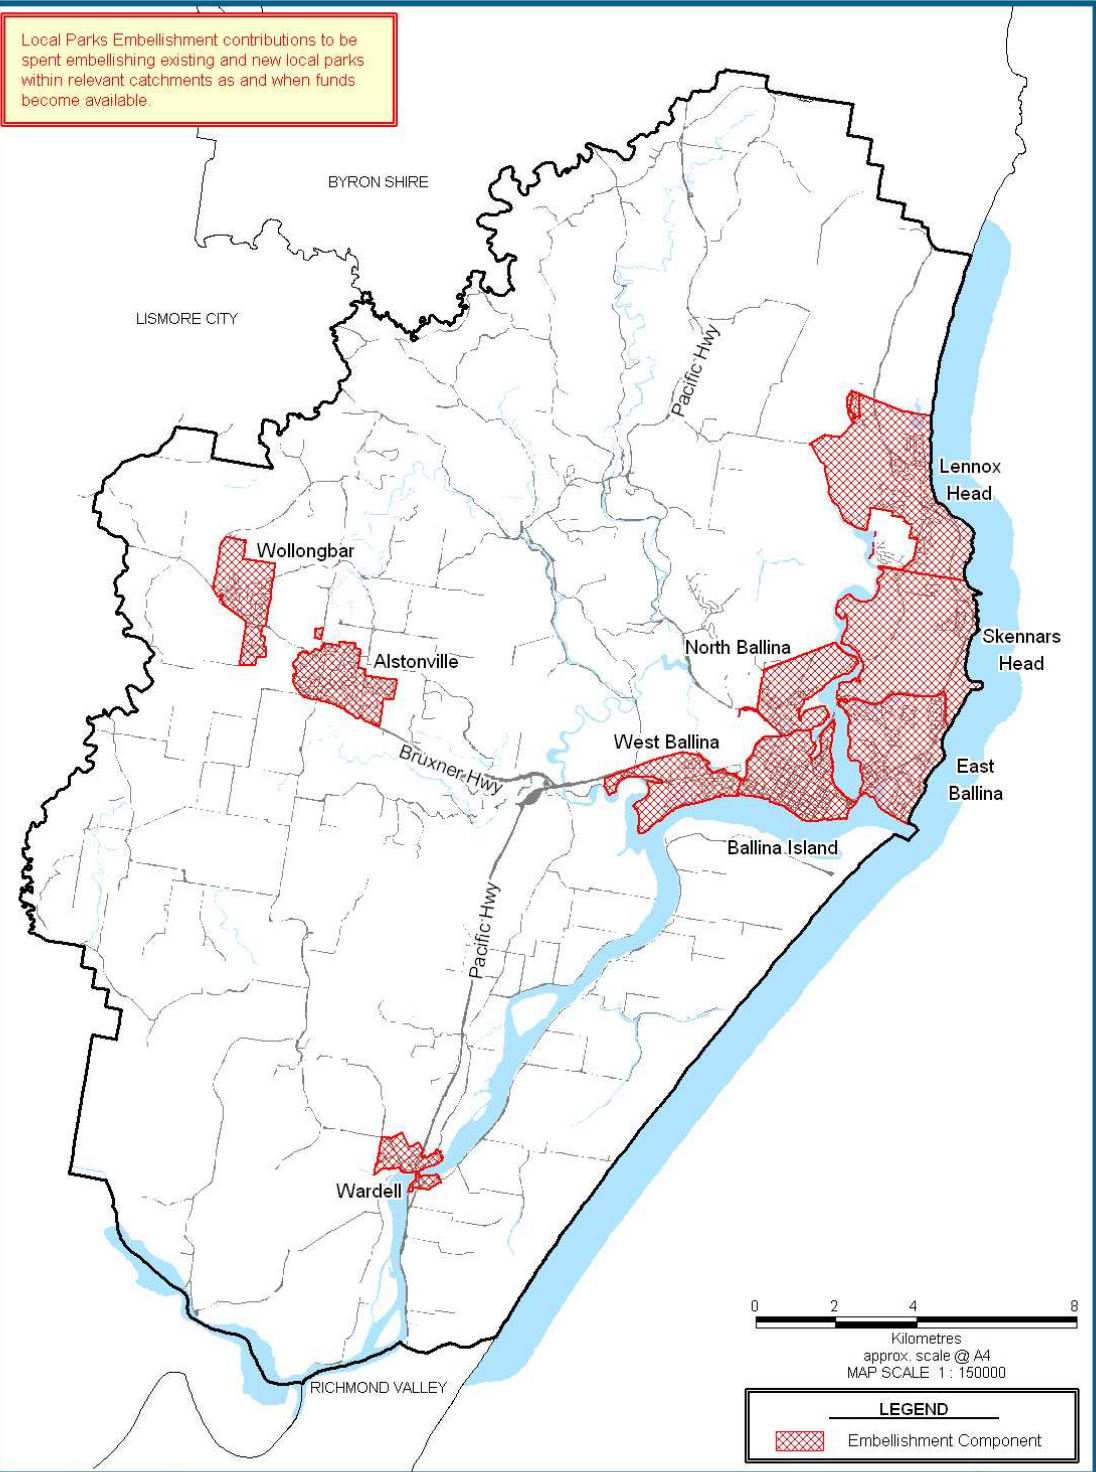 Local Parks Embellishment contributions to be
spent embellishing existing and new local parks
within relevant catchments as and when funds
become available.
BYRON SHIRE
LISMORE CITY
Pacific Hwy
Lennox
Head
Wollongbar
Skennars
Head
North Ballina
Alstonville
West Ballina
Bruxner Hwy
East
Ballina
Ballina Island
Pacific Hwy
Wardell
0 2 4 8
Kilometres
approx. scale @ A4
MAP SCALE 1 : 150000
RICHMOND VALLEY
LEGEND
Embellishment Component